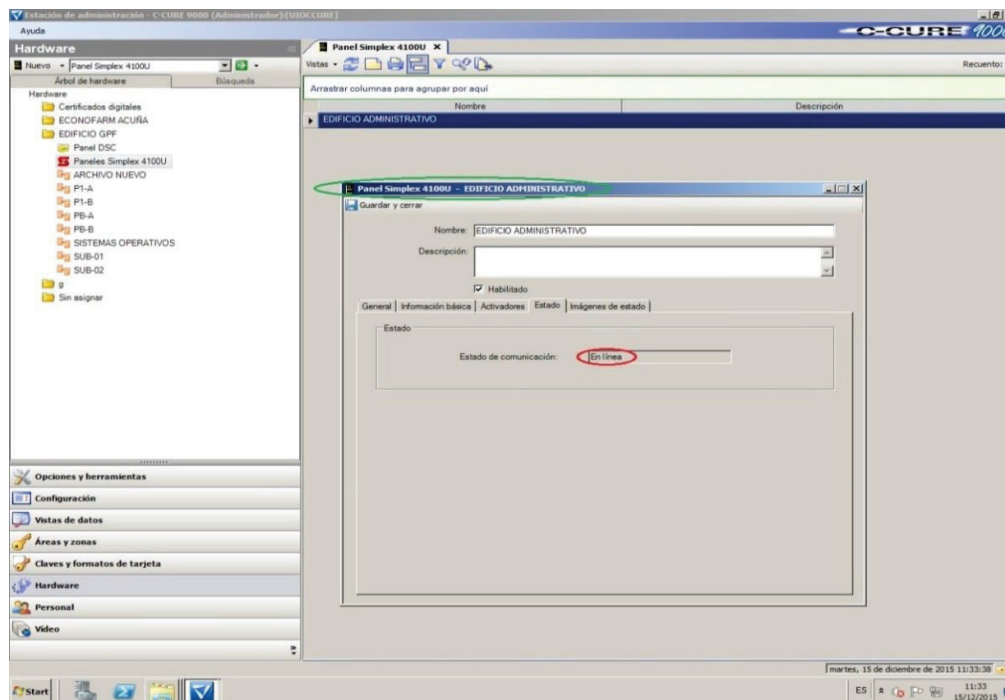 Estación de administración - C·CURE 9000 (Administrador)[UIOCCURE]
Ayuda
C-CURE 9000
Hardware
Nuevo
Panel Simplex 4100U
Árbol de hardware
Búsqueda
Hardware
Certificados digitales
ECONOFARM ACUÑA
EDIFICIO GPF
Panel DSC
Paneles Simplex 4100U
ARCHIVO NUEVO
P1-A
P1-B
PB-A
PB-B
SISTEMAS OPERATIVOS
SUB-01
SUB-02
g
Sin asignar
Opciones y herramientas
Configuración
Vistas de datos
Áreas y zonas
Claves y formatos de tarjeta
Hardware
Personal
Vídeo
Panel Simplex 4100U X
Vistas
Recuento:
Arrastrar columnas para agrupar por aquí
Nombre
Descripción
EDIFICIO ADMINISTRATIVO
Panel Simplex 4100U - EDIFICIO ADMINISTRATIVO
Guardar y cerrar
Nombre: EDIFICIO ADMINISTRATIVO
Descripción:
Habilitado
General
Información básica
Activadores
Estado
Imágenes de estado
Estado
Estado de comunicación: En línea
martes, 15 de diciembre de 2015 11:33:38
Start
ES
11:33
15/12/2015